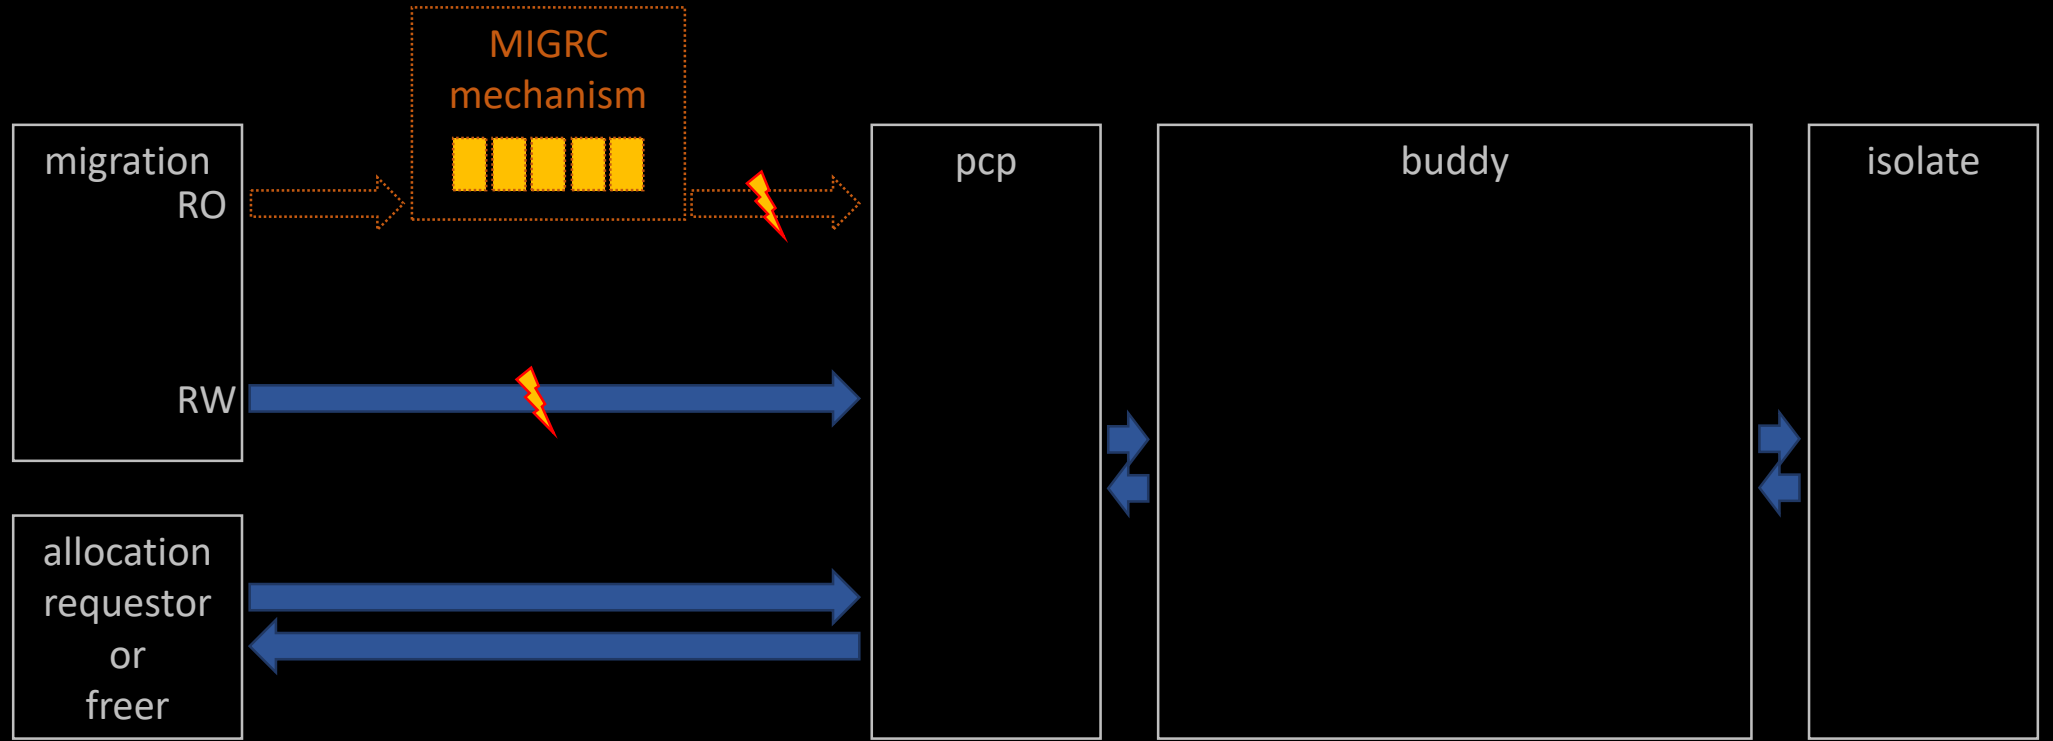 MIGRC
mechanism
migration
RO
RW
pcp
buddy
isolate
allocation
requestor
or
freer